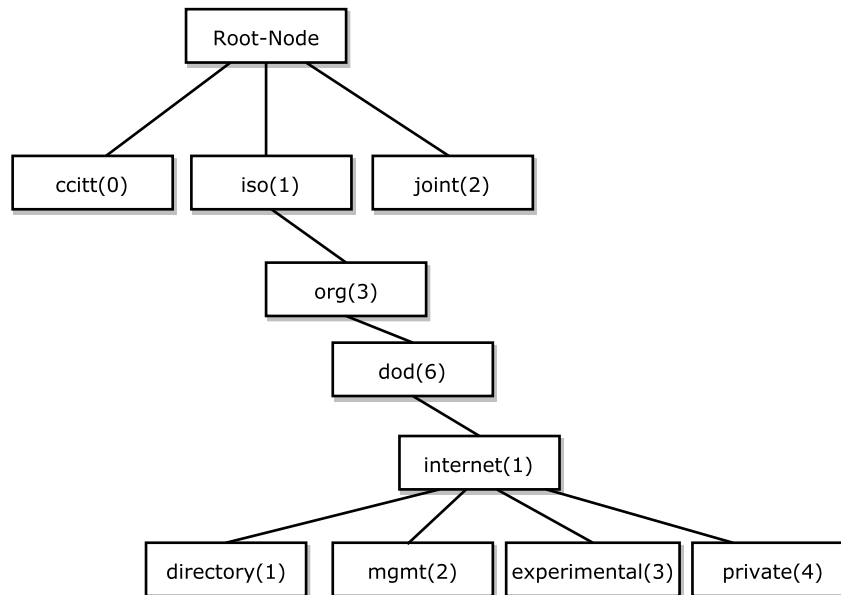 Root-Node
ccitt(0)
iso(1)
joint(2)
org(3)
dod(6)
internet(1)
directory(1)
mgmt(2)
experimental(3)
private(4)